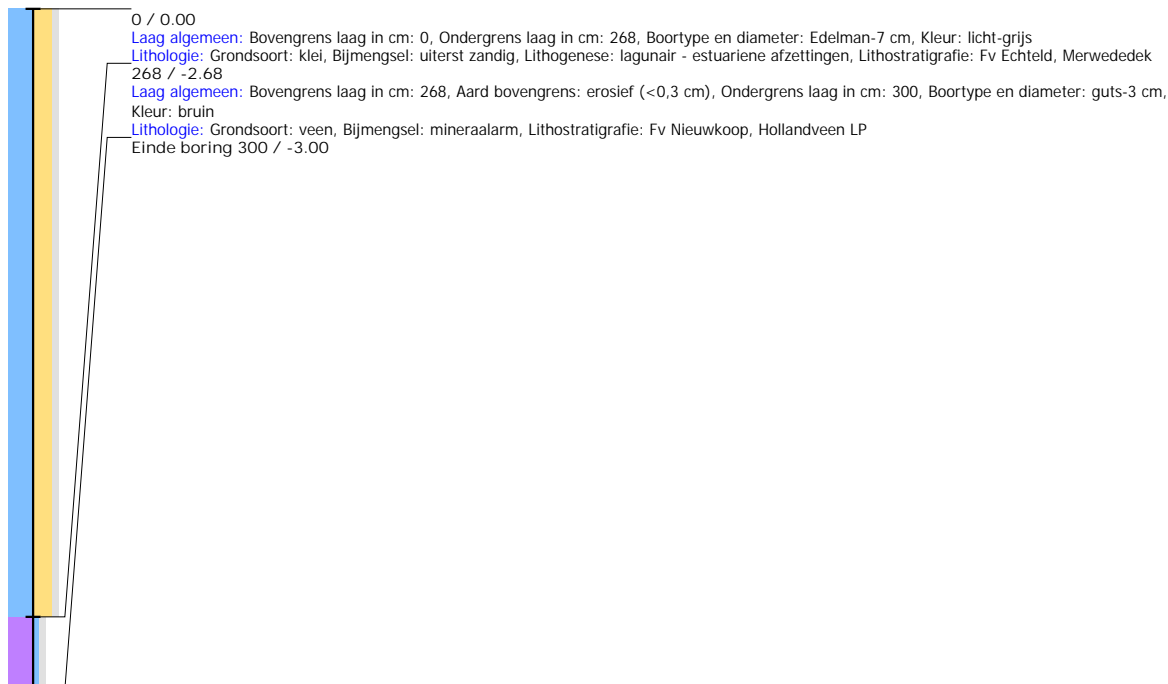 0 / 0.00
Laag algemeen: Bovengrens laag in cm: 0, Ondergrens laag in cm: 268, Boortype en diameter: Edelman-7 cm, Kleur: licht-grijs
Lithologie: Grondsoort: klei, Bijmengsel: uiterst zandig, Lithogenese: lagunair - estuariene afzettingen, Lithostratigrafie: Fv Echteld, Merwededek
268 / -2.68
Laag algemeen: Bovengrens laag in cm: 268, Aard bovengrens: erosief (<0,3 cm), Ondergrens laag in cm: 300, Boortype en diameter: guts-3 cm,
Kleur: bruin
Lithologie: Grondsoort: veen, Bijmengsel: mineraalarm, Lithostratigrafie: Fv Nieuwkoop, Hollandveen LP
Einde boring 300 / -3.00